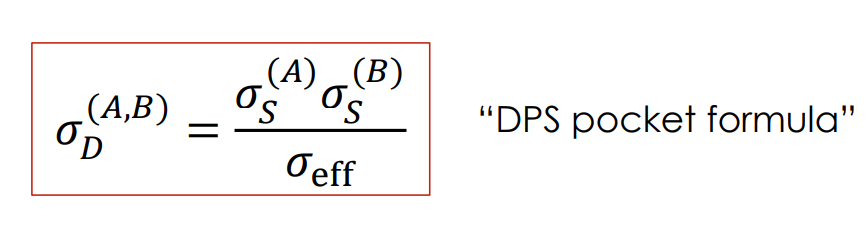 σ_D^(A,B) = σ_S^(A) σ_S^(B) / σ_eff
“DPS pocket formula”